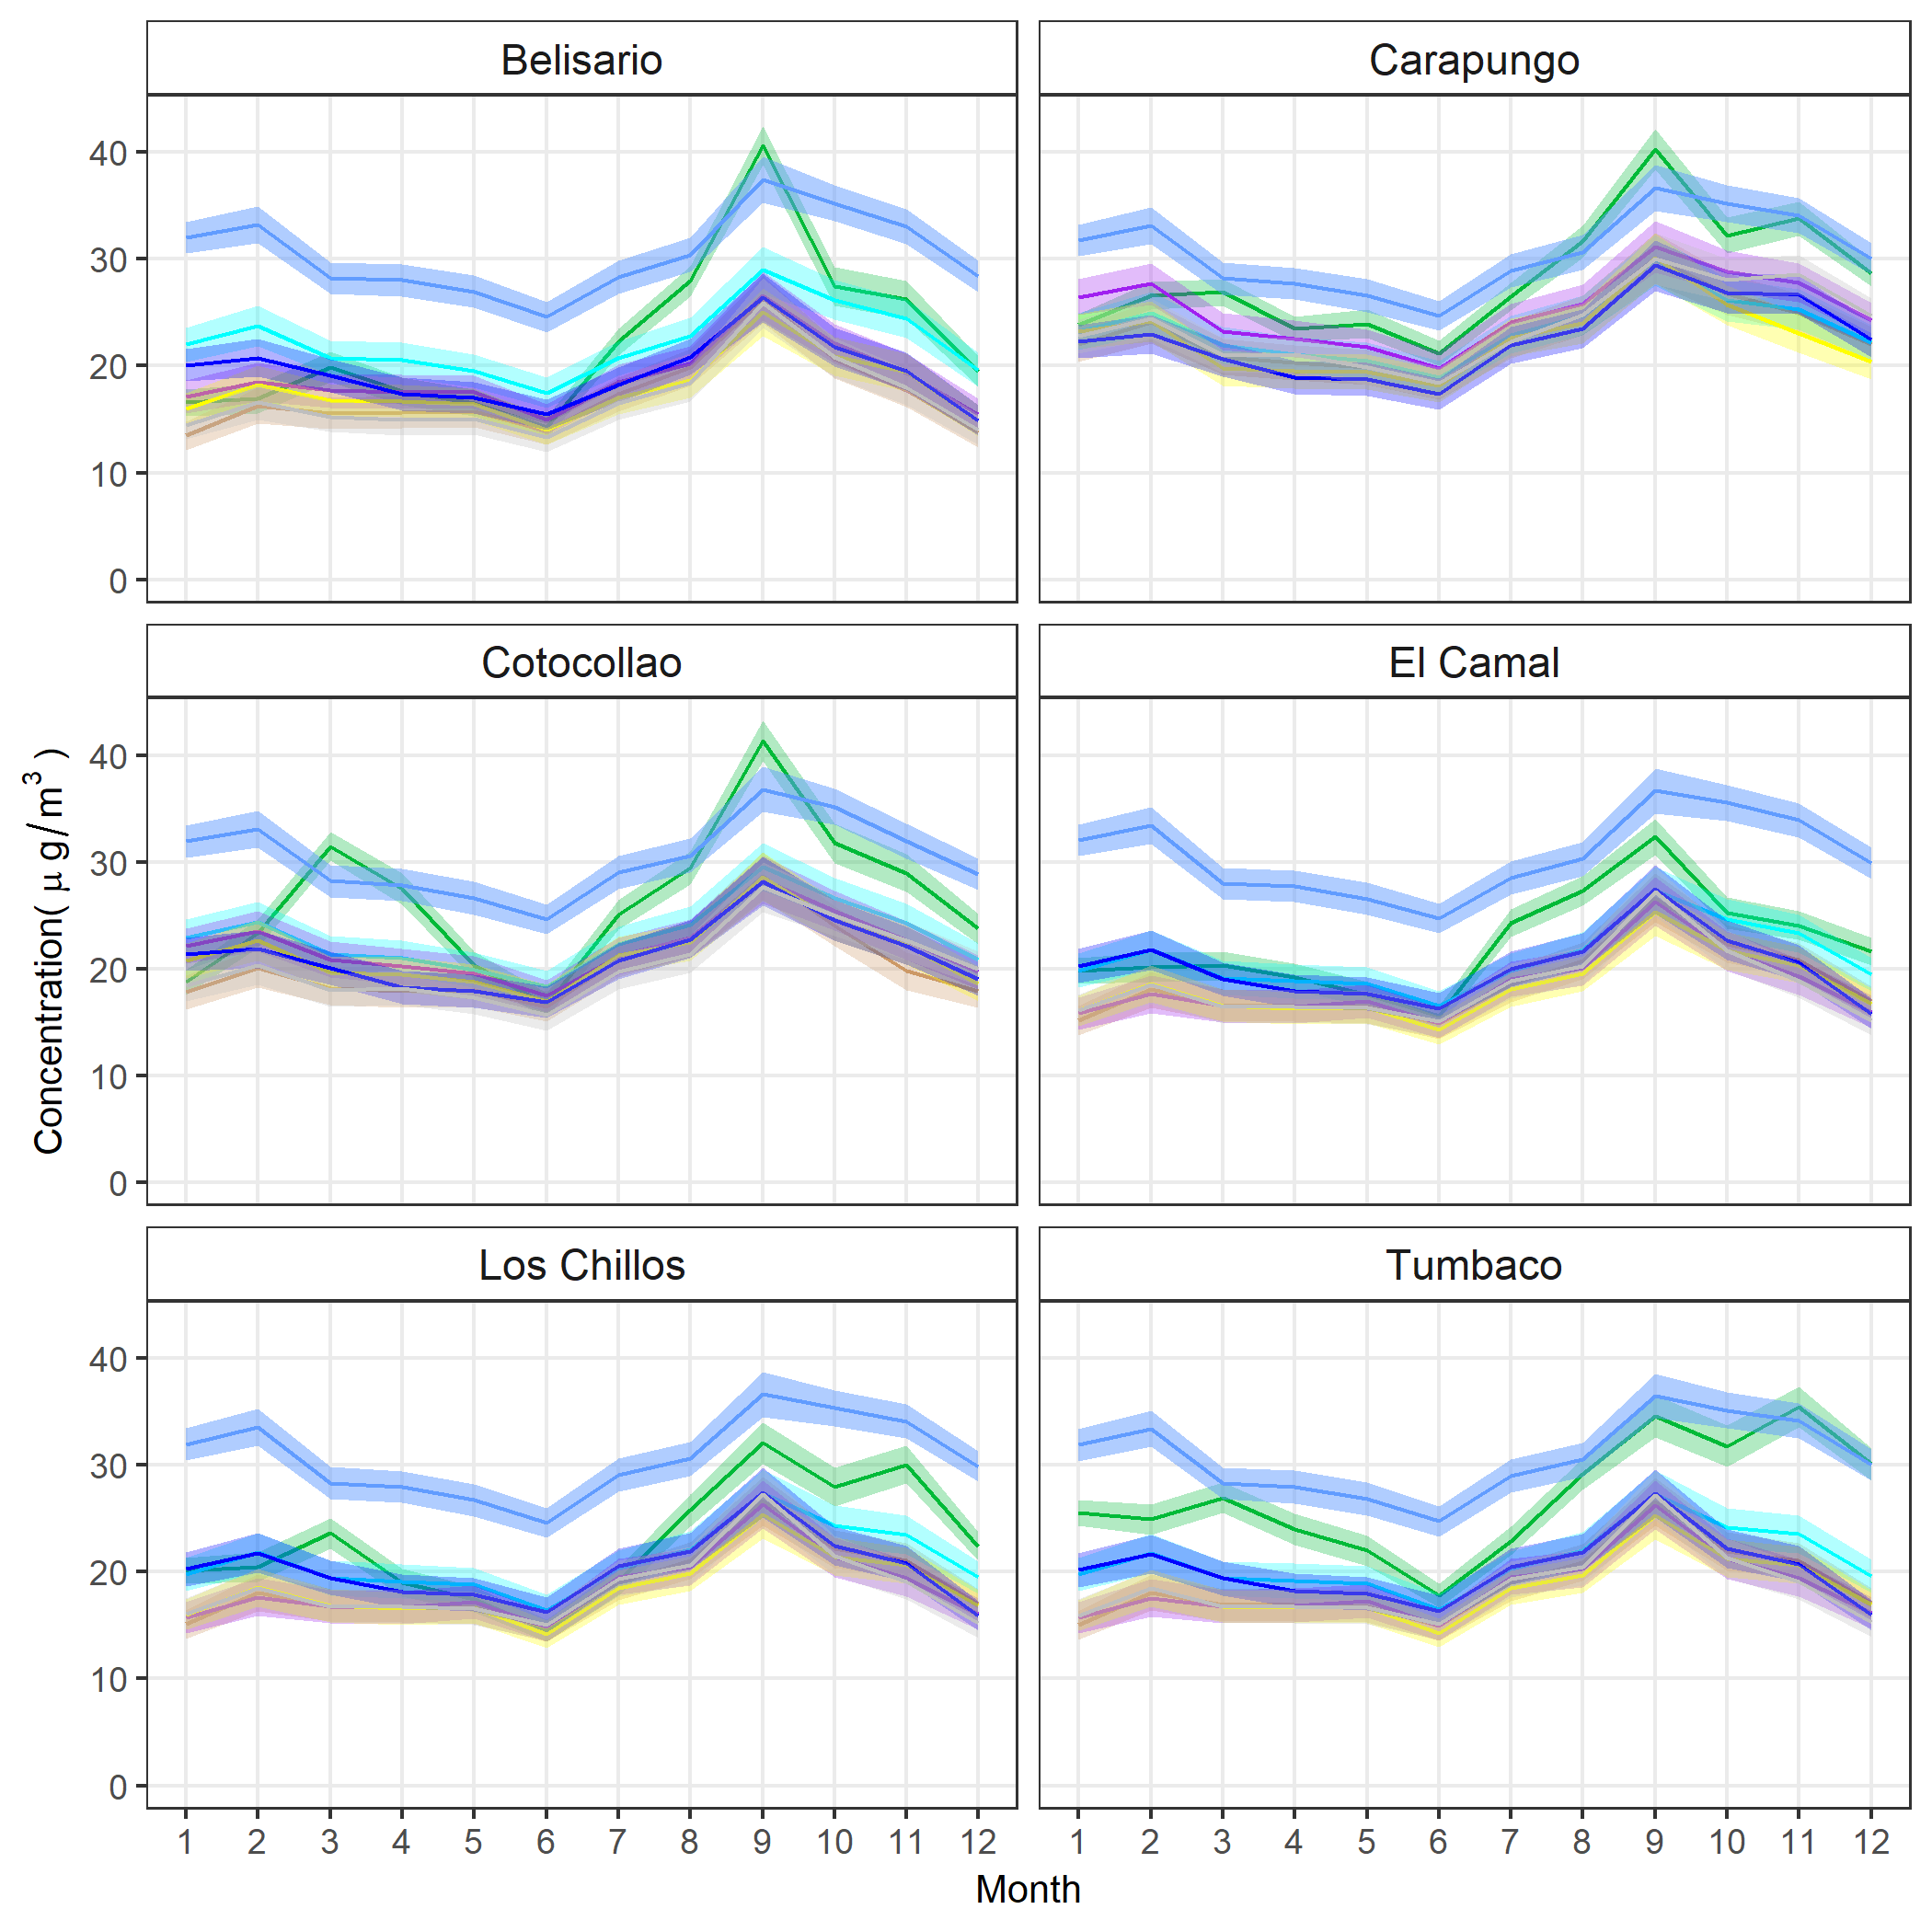 Belisario
Carapungo
40
30
20
10
0
Cotocollao
El Camal
40
30
20
10
0
Los Chillos
Tumbaco
40
30
20
10
0
1 2 3 4 5 6 7 8 9 10 11 12
1 2 3 4 5 6 7 8 9 10 11 12
Month
Concentration( μ g/m³ )